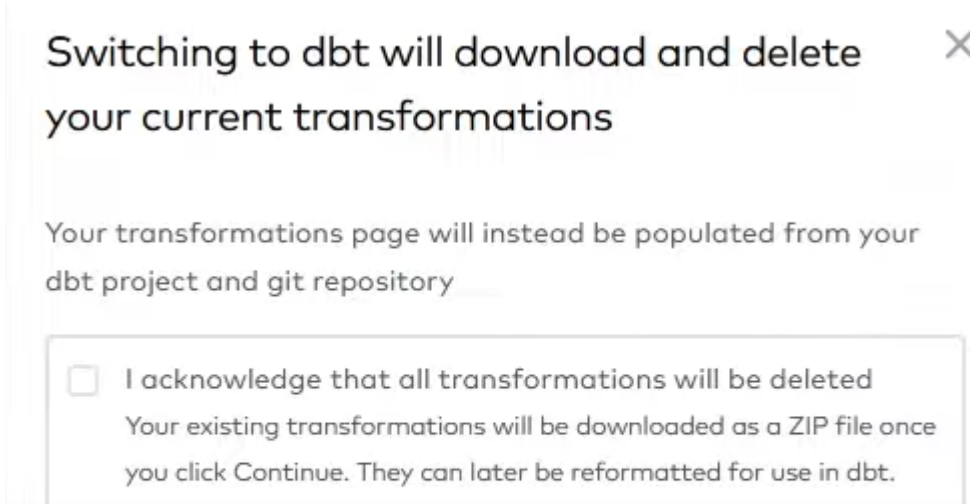 Switching to dbt will download and delete
your current transformations
Your transformations page will instead be populated from your
dbt project and git repository
I acknowledge that all transformations will be deleted
Your existing transformations will be downloaded as a ZIP file once
you click Continue. They can later be reformatted for use in dbt.